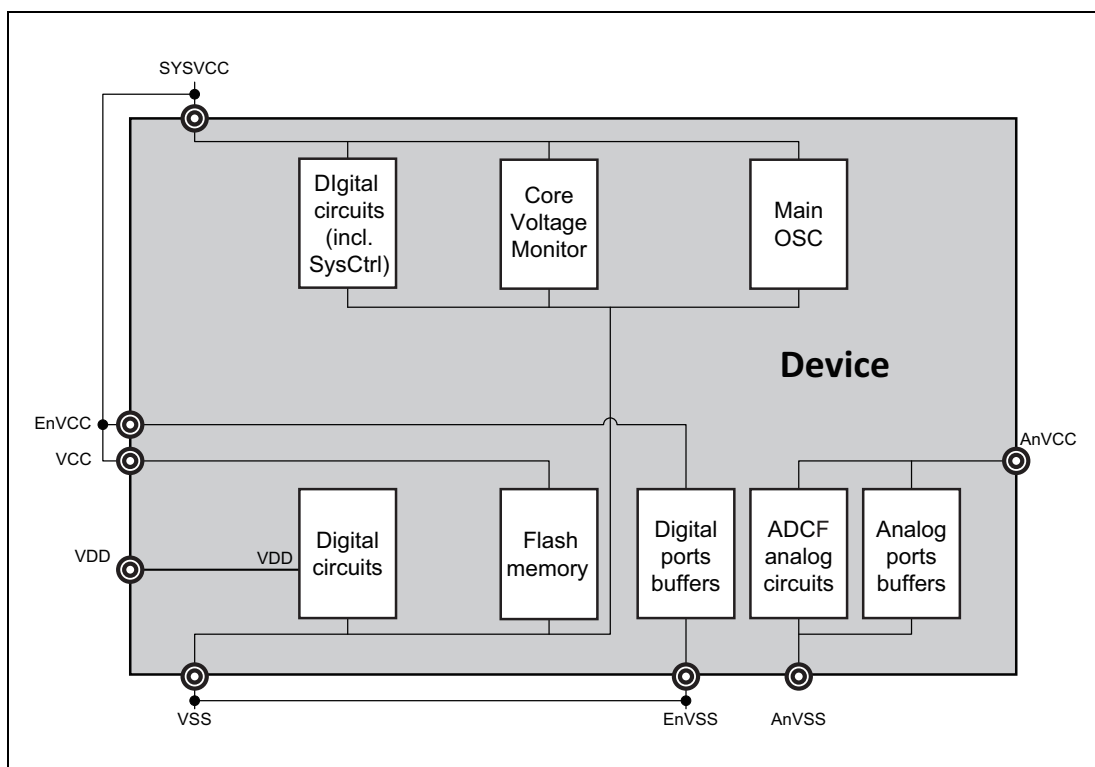 SYSVCC
DIgital
circuits
(incl.
SysCtrl)
Core
Voltage
Monitor
Main
OSC
Device
EnVCC
VCC
AnVCC
VDD
VDD
Digital
circuits
Flash
memory
Digital
ports
buffers
ADCF
analog
circuits
Analog
ports
buffers
VSS
EnVSS
AnVSS